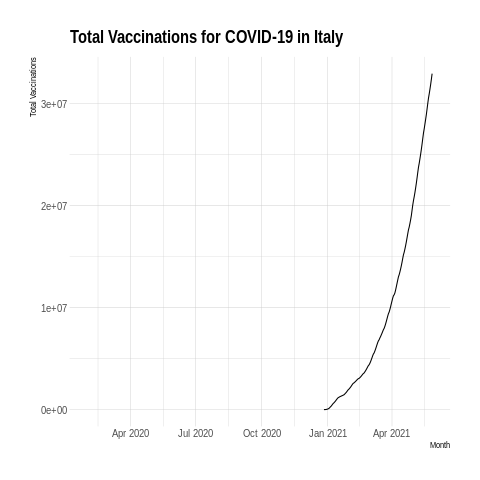 Total Vaccinations for COVID-19 in Italy
Total Vaccinations
3e+07
2e+07
1e+07
0e+00
Apr 2020 Jul 2020 Oct 2020 Jan 2021 Apr 2021
Month